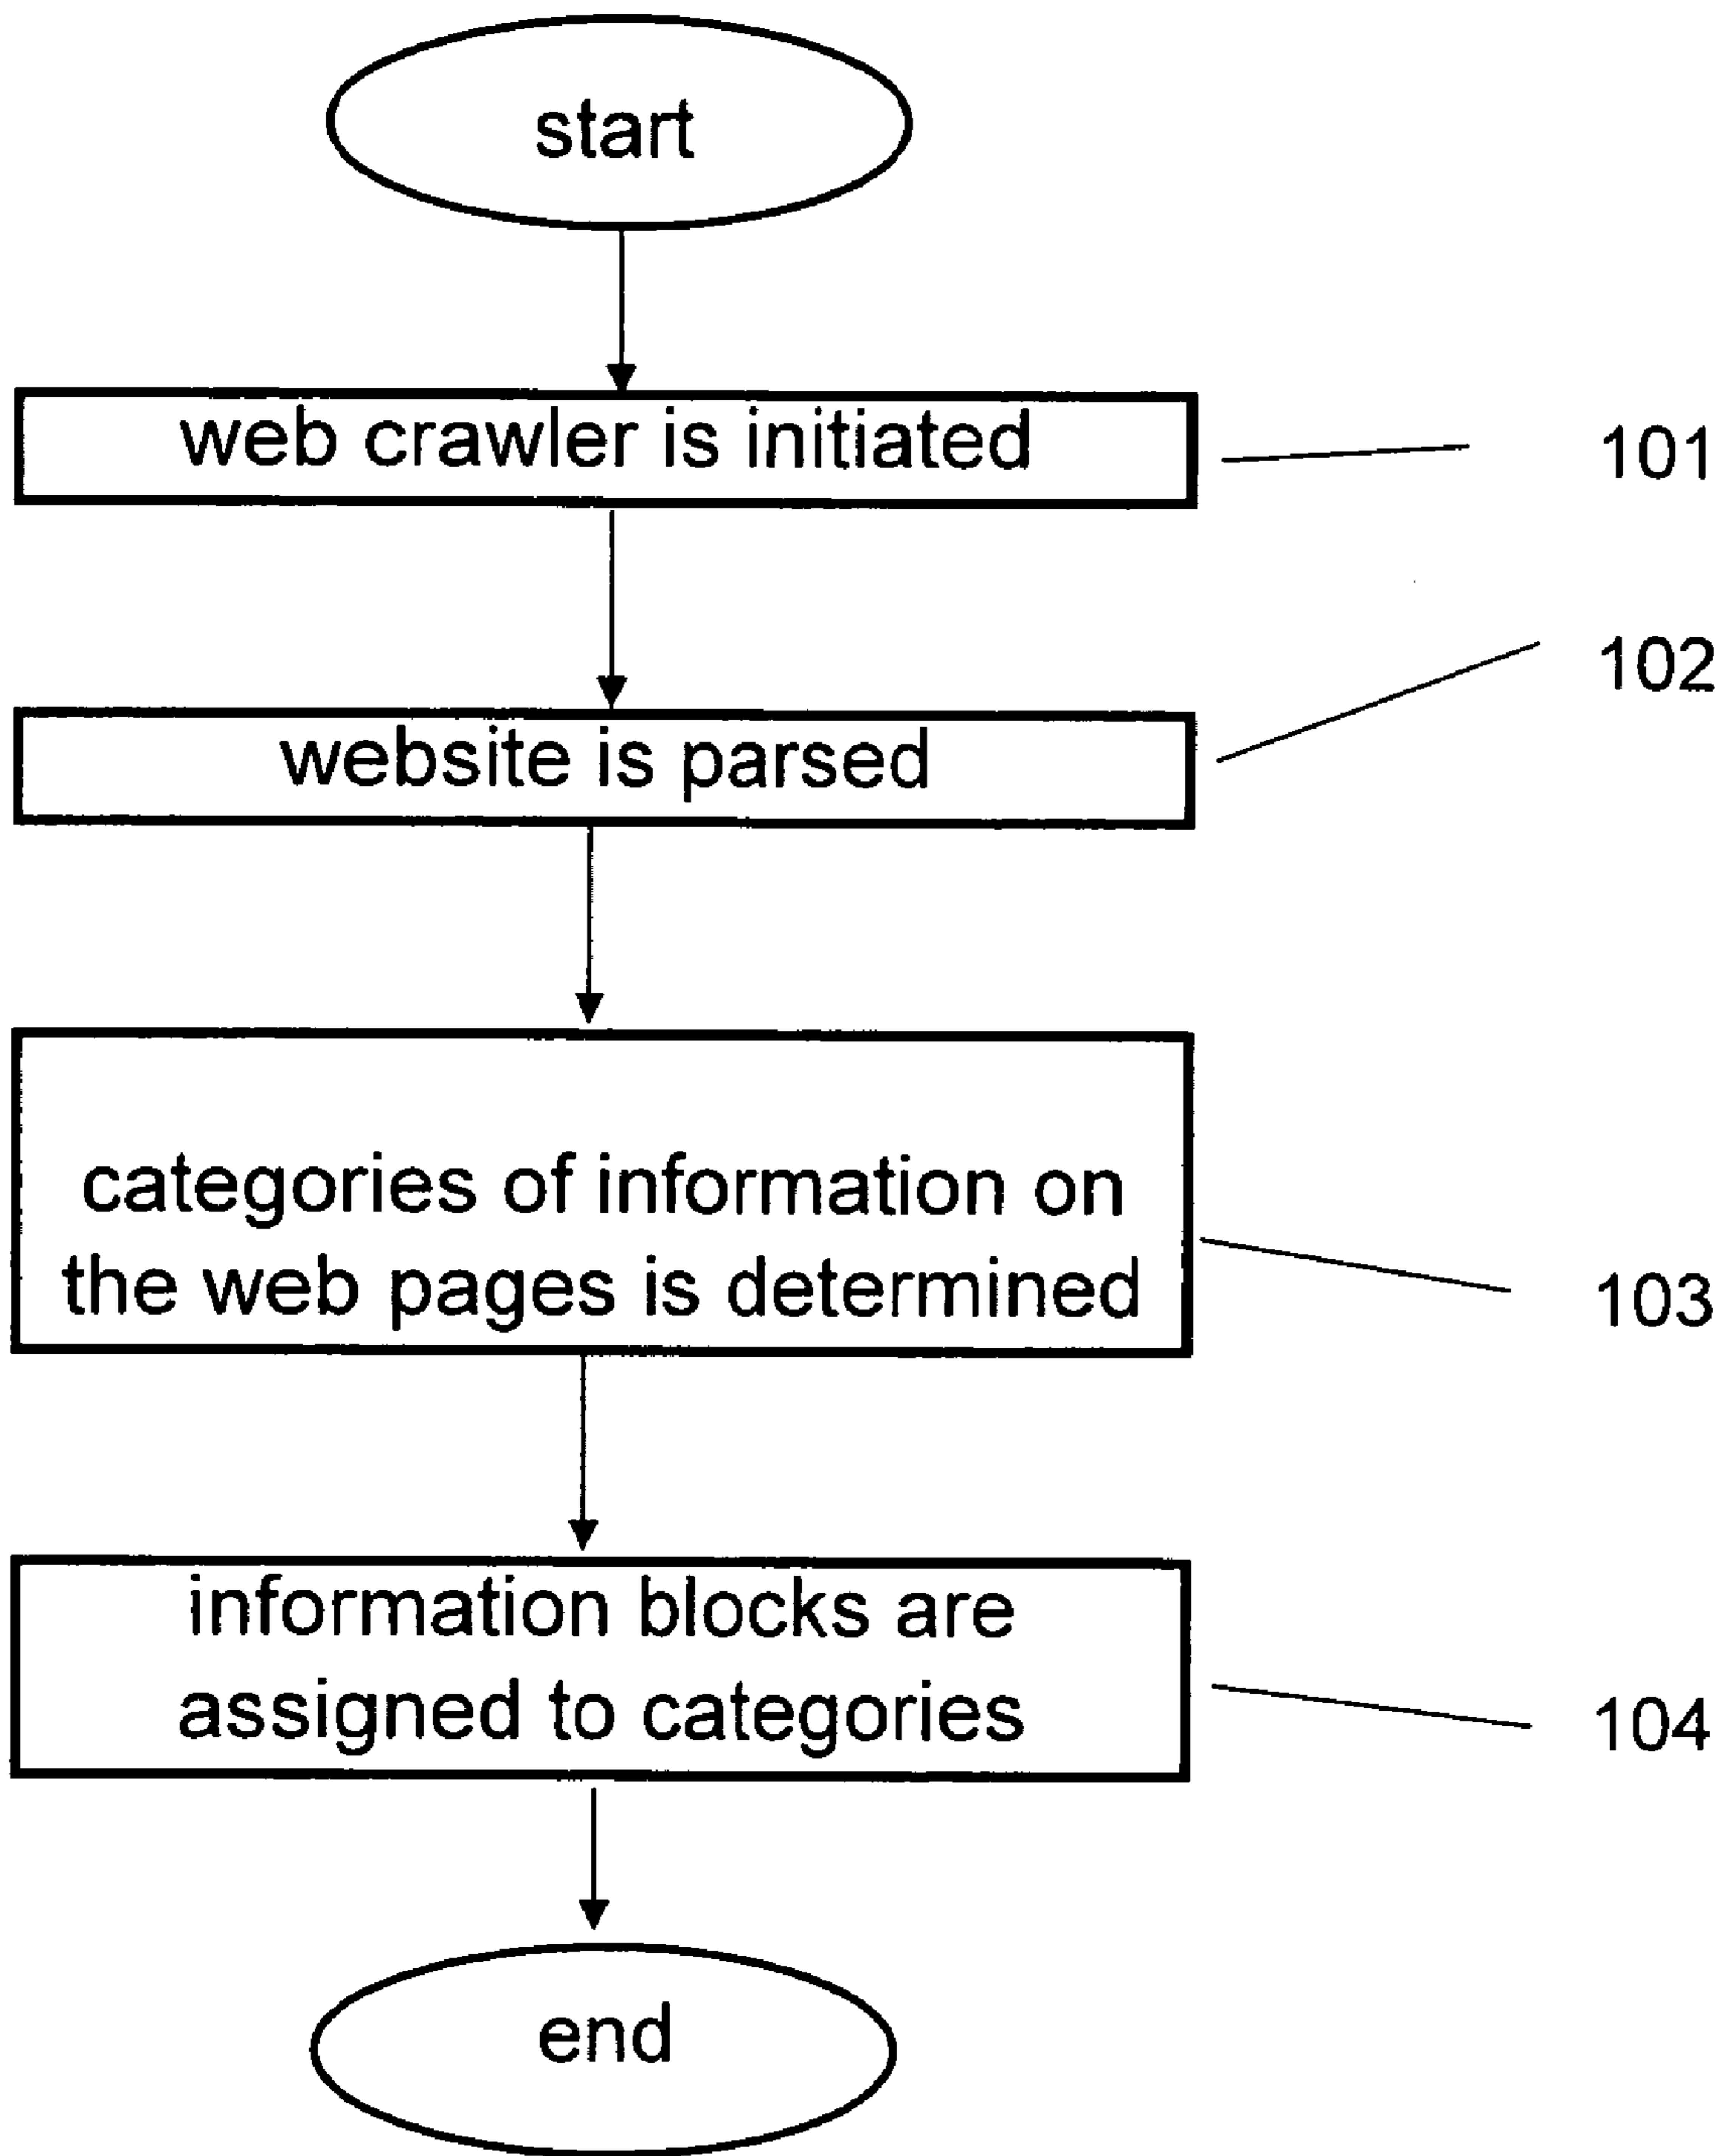 start
web crawler is initiated
101
102
website is parsed
categories of information on
the web pages is determined
103
information blocks are
assigned to categories
104
end